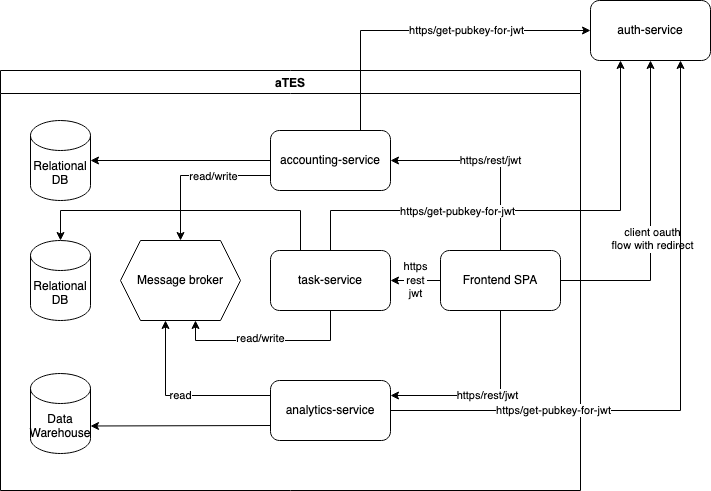 https/get-pubkey-for-jwt
auth-service
aTES
Relational
DB
accounting-service
https/rest/jwt
read/write
https/get-pubkey-for-jwt
client oauth
flow with redirect
Relational
DB
Message broker
task-service
https
rest
jwt
Frontend SPA
read/write
read
https/rest/jwt
Data
Warehouse
analytics-service
https/get-pubkey-for-jwt